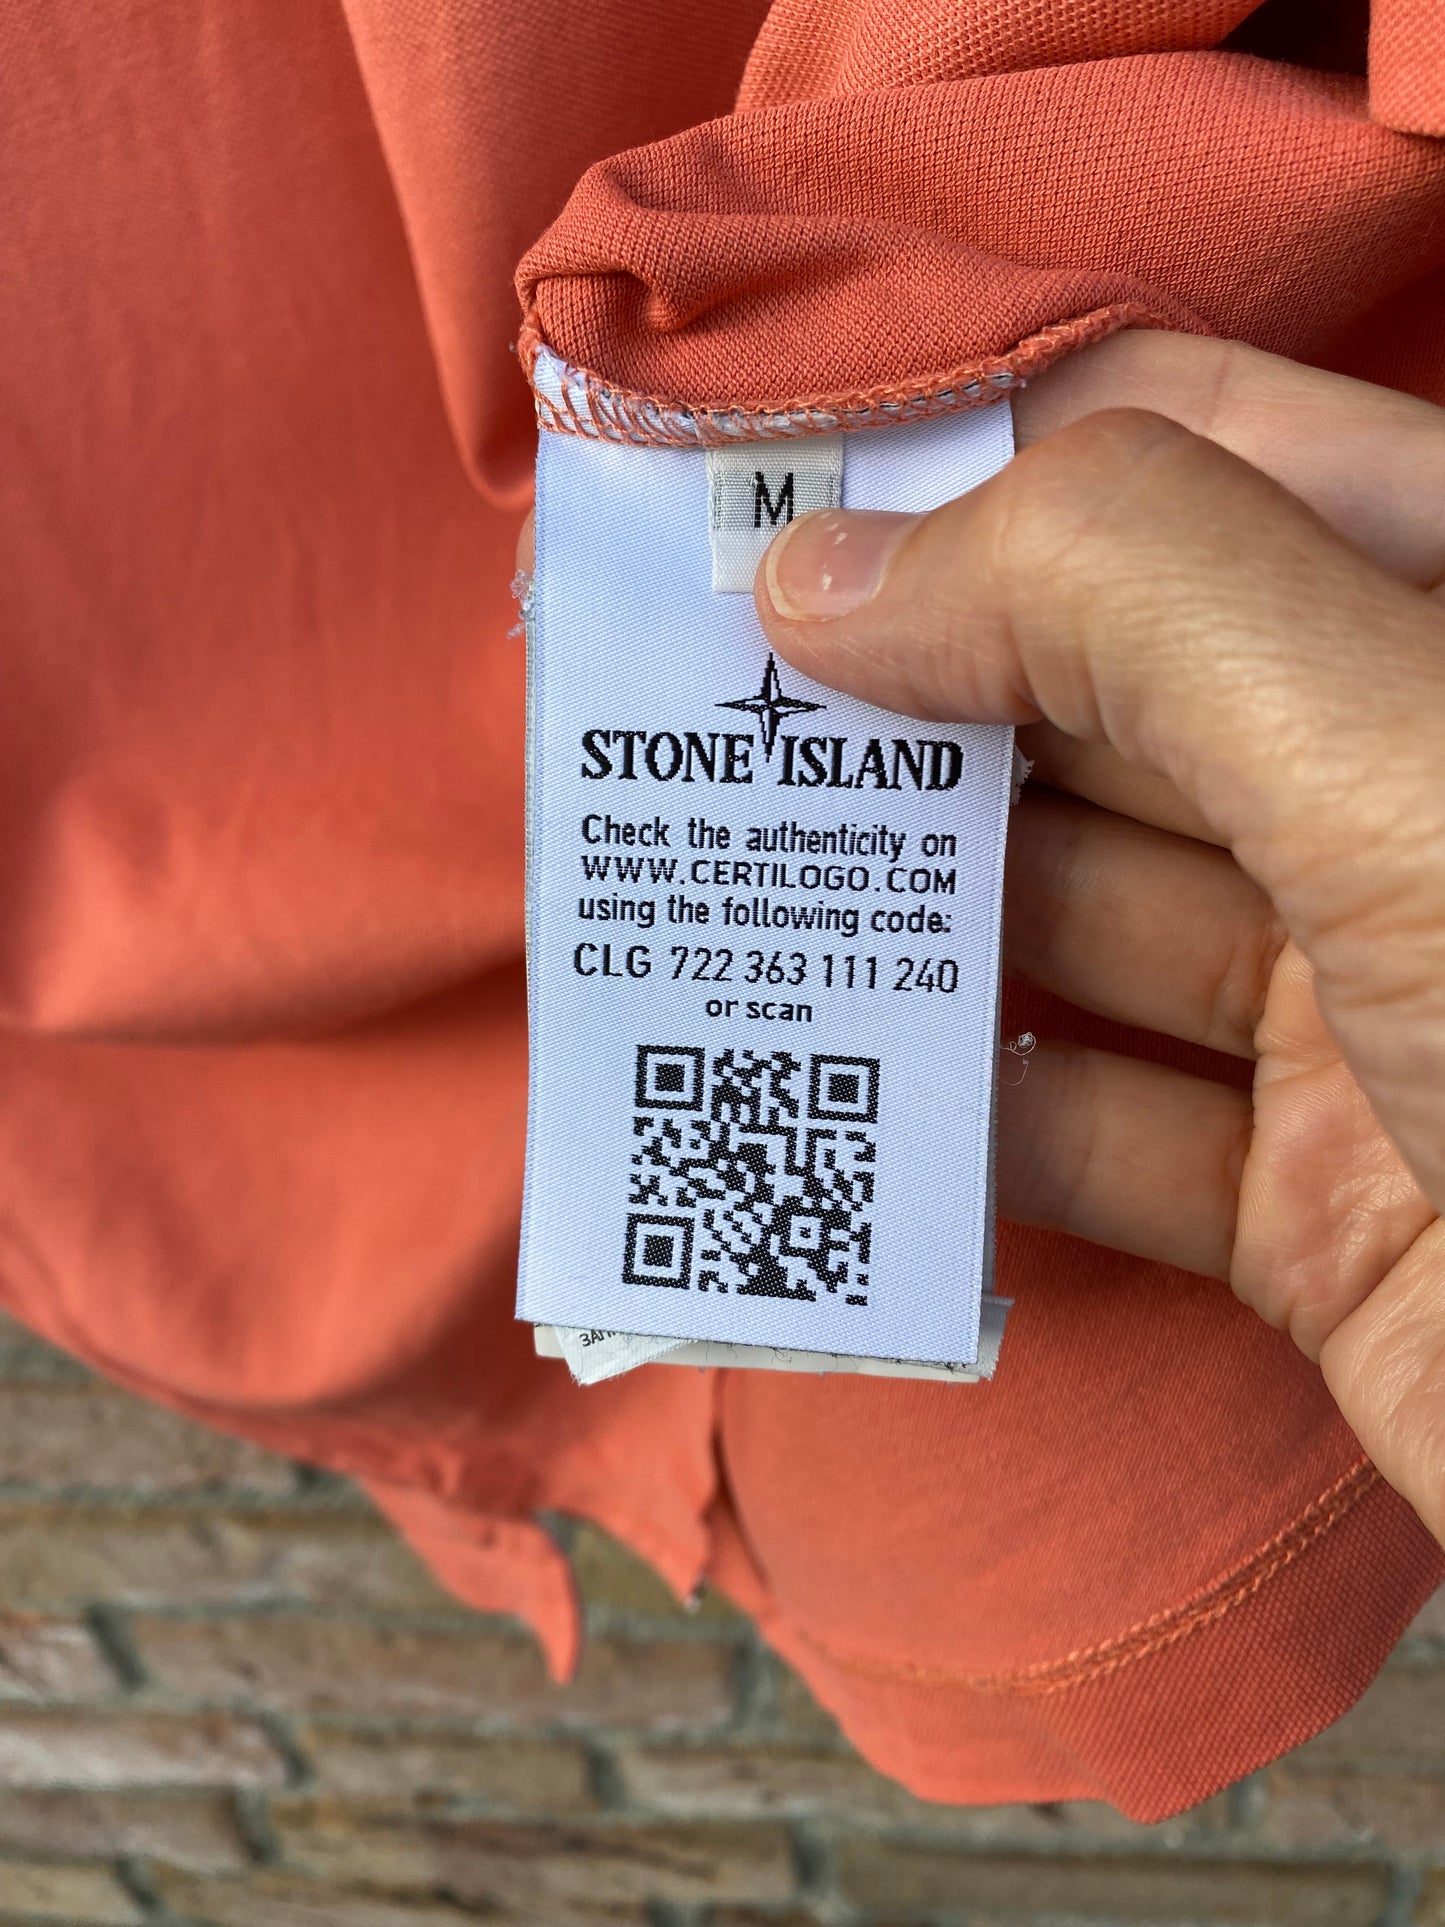 M
STONE ISLAND
Check the authenticity on
WWW.CERTILOGO.COM
using the following code:
CLG 722 363 111 240
or scan